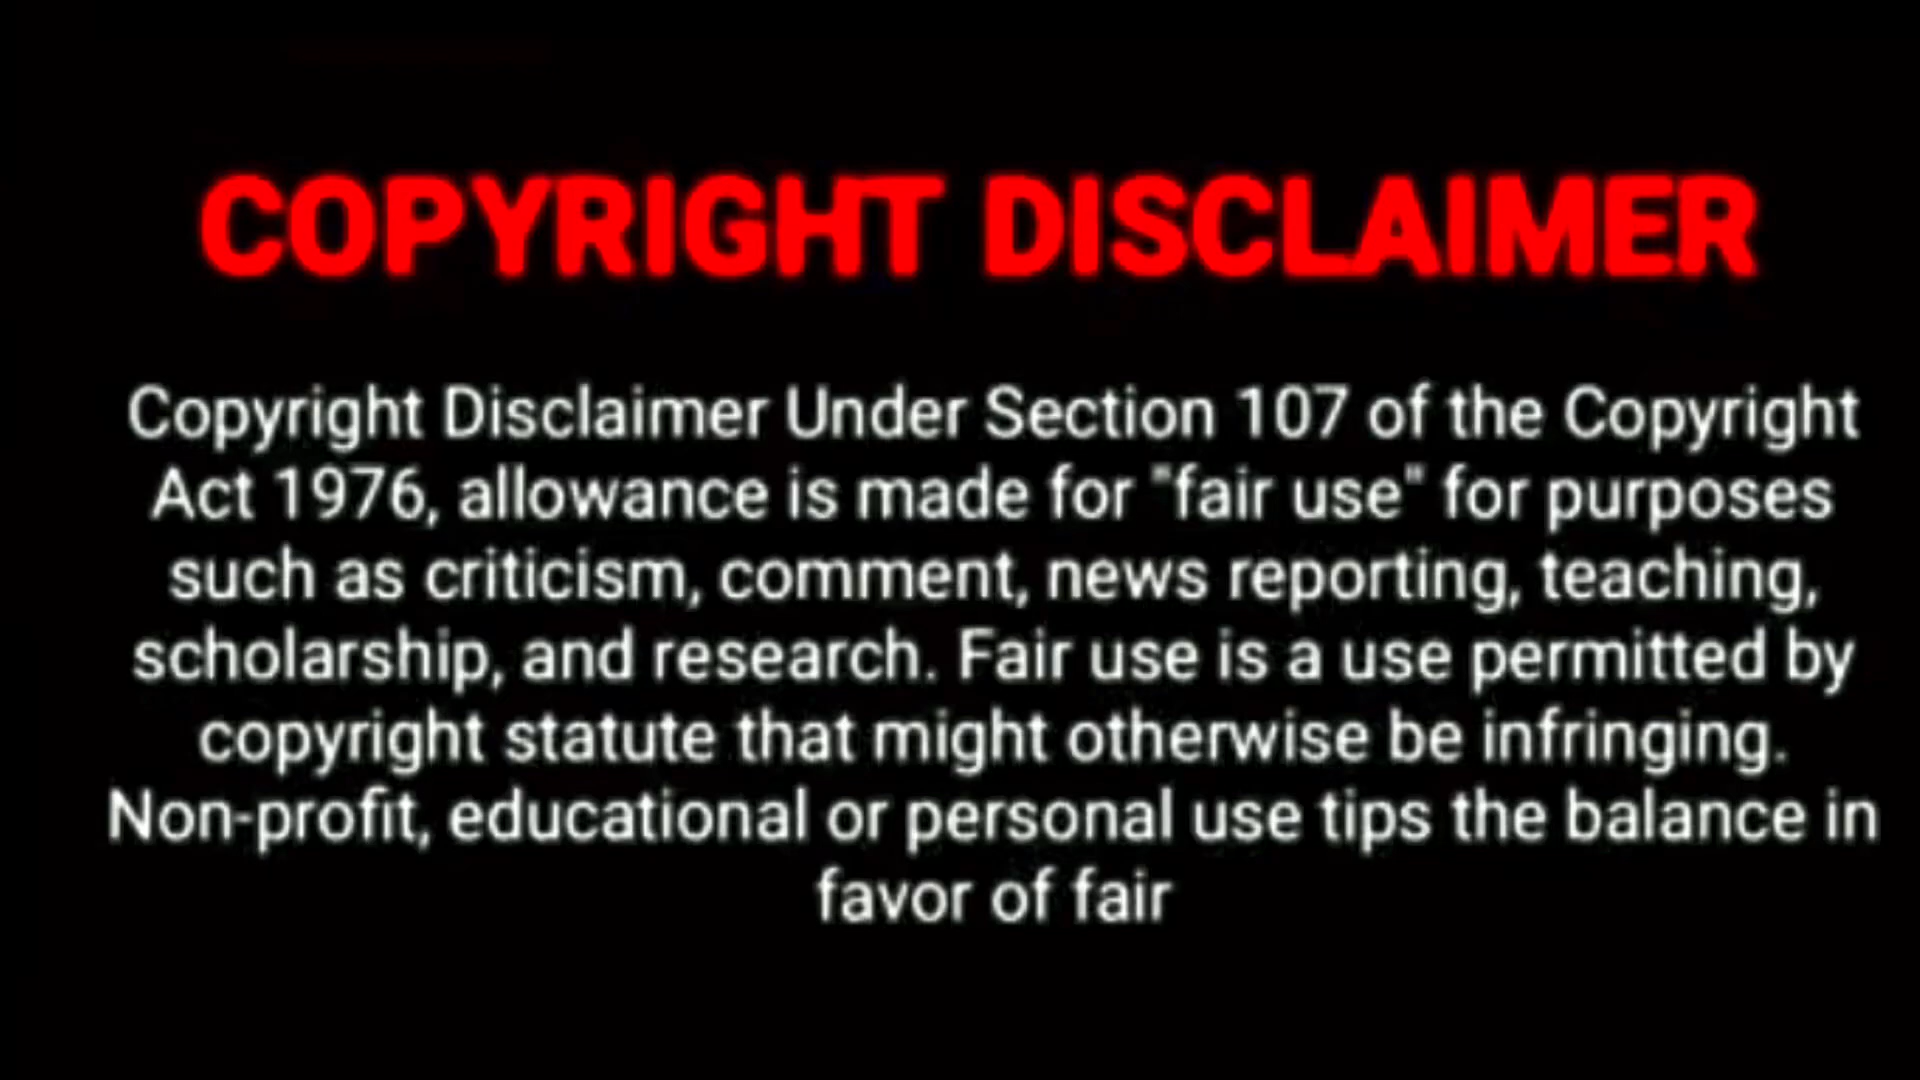 COPYRIGHT DISCLAIMER
Copyright Disclaimer Under Section 107 of the Copyright
Act 1976, allowance is made for "fair use" for purposes
such as criticism, comment, news reporting, teaching,
scholarship, and research. Fair use is a use permitted by
copyright statute that might otherwise be infringing.
Non-profit, educational or personal use tips the balance in
favor of fair